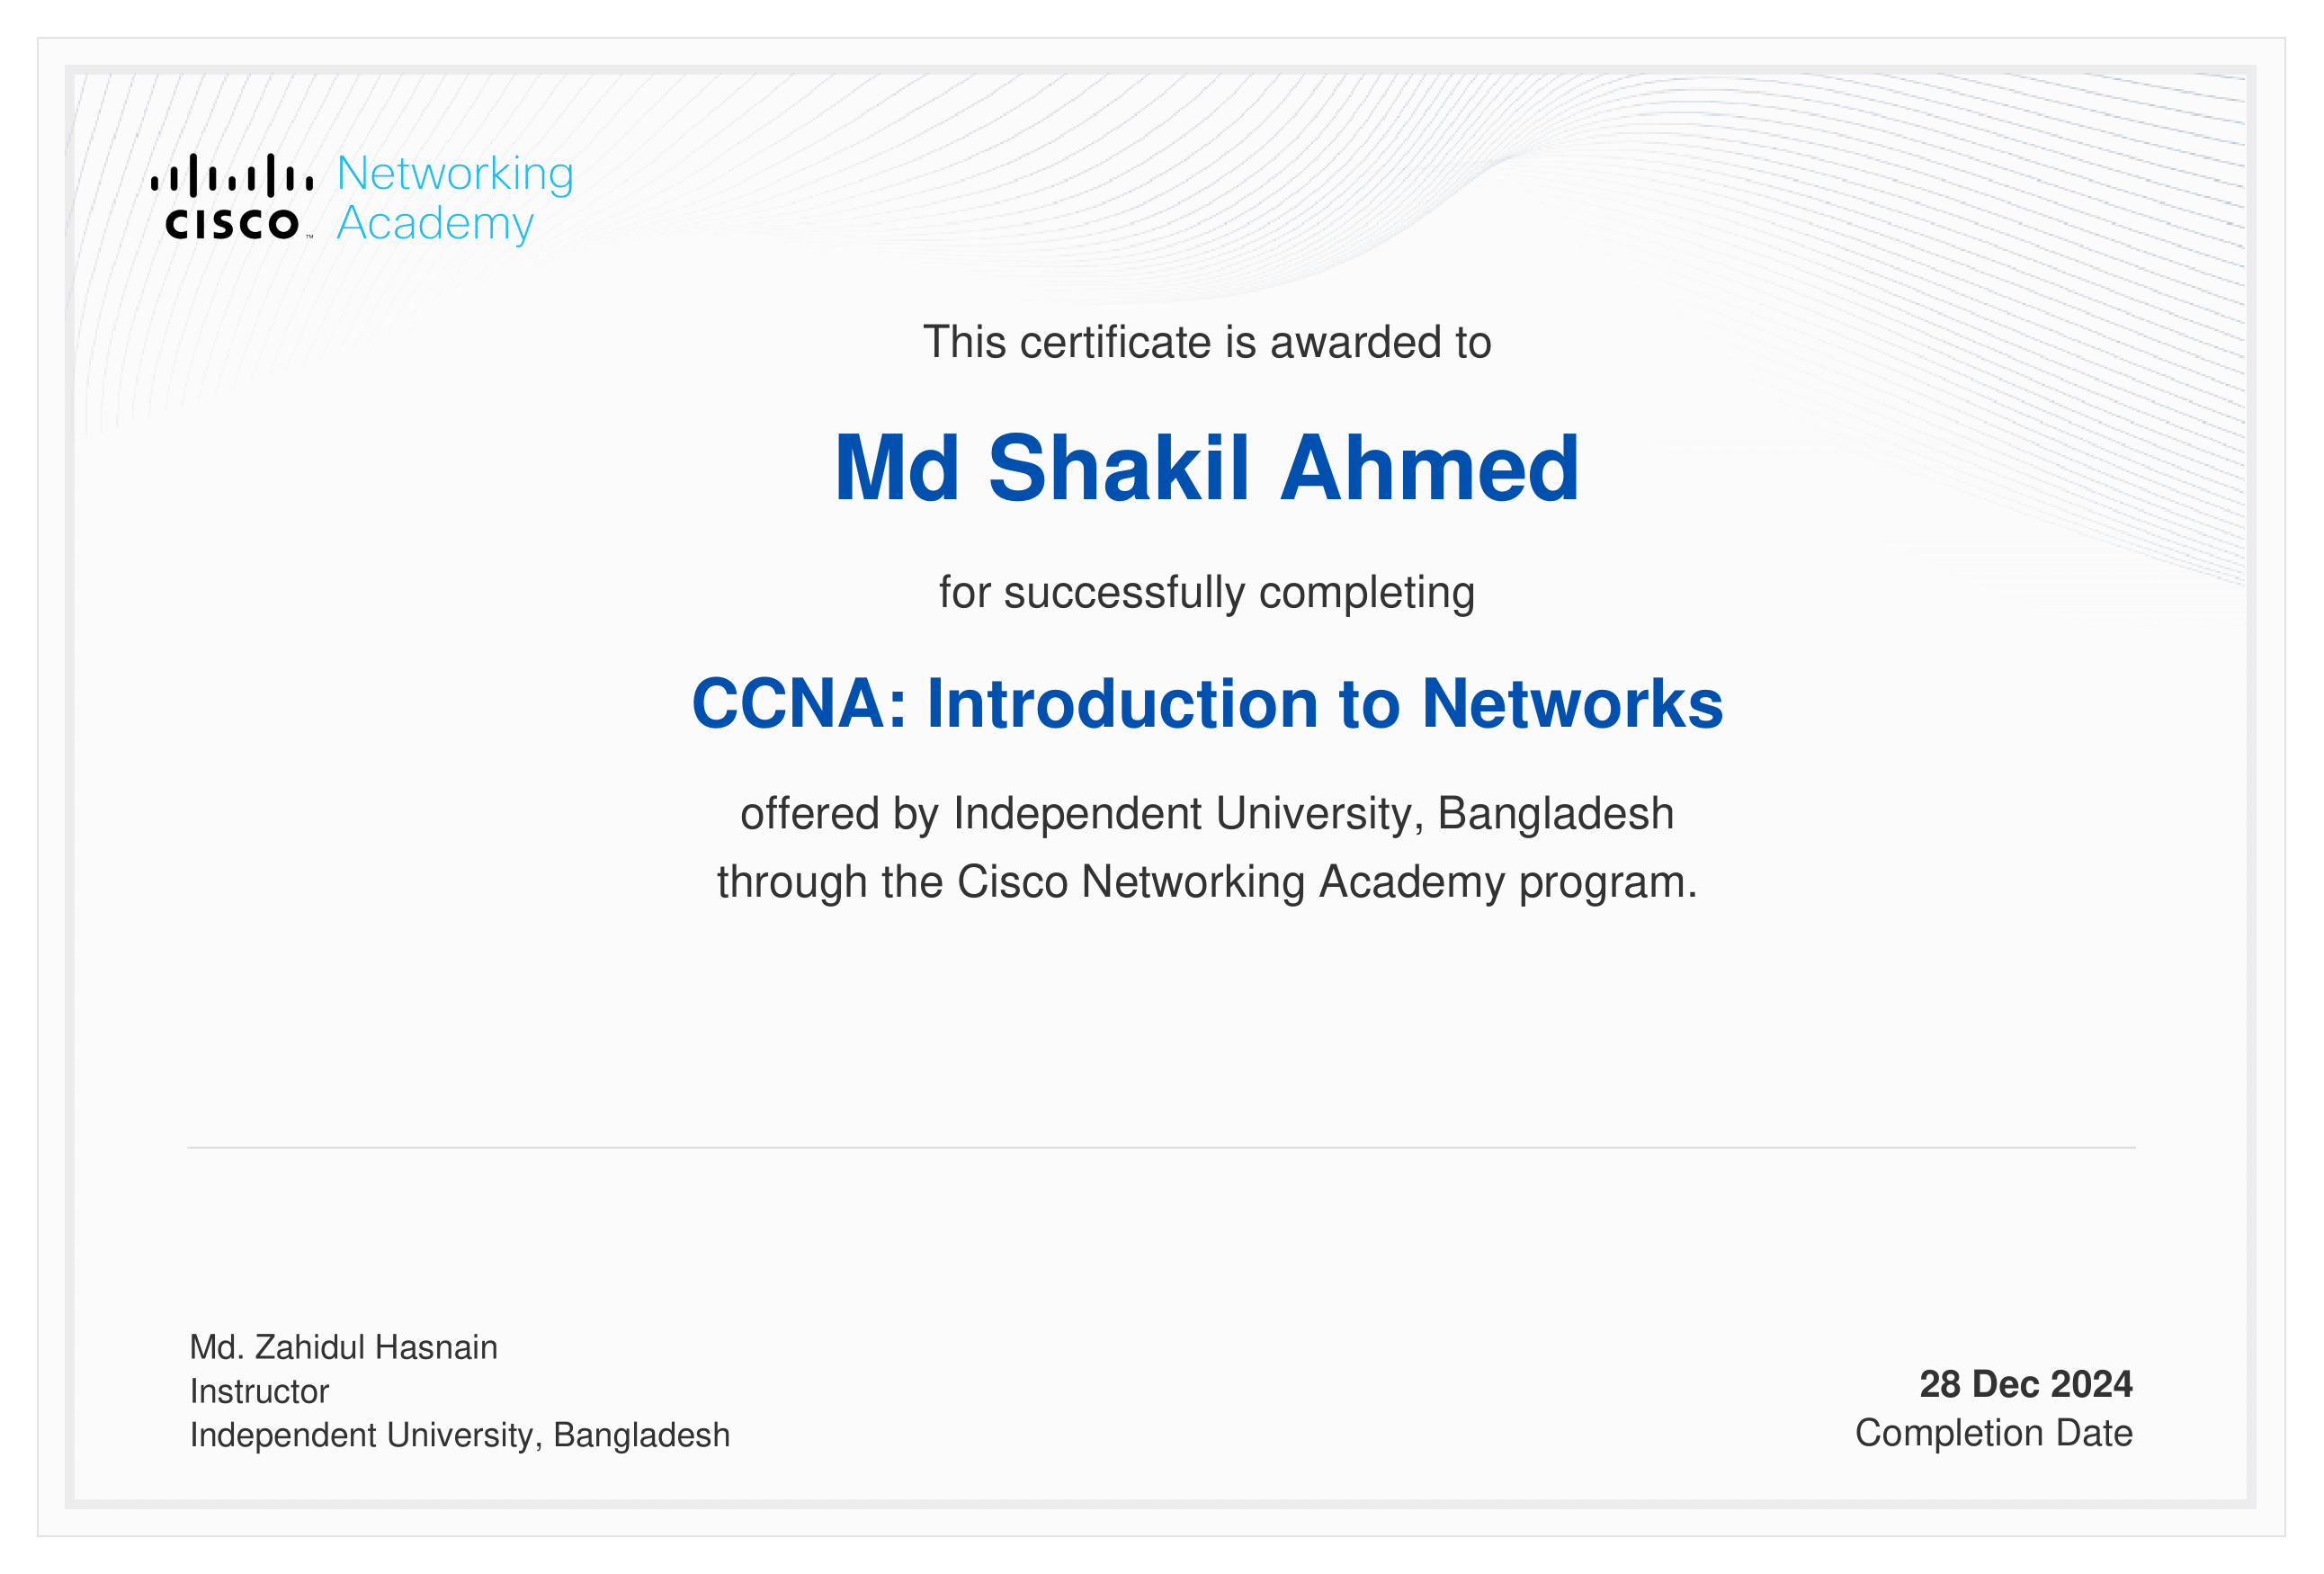 Networking
Academy
CISCO™
This certificate is awarded to
Md Shakil Ahmed
for successfully completing
CCNA: Introduction to Networks
offered by Independent University, Bangladesh
through the Cisco Networking Academy program.
Md. Zahidul Hasnain
Instructor
Independent University, Bangladesh
28 Dec 2024
Completion Date